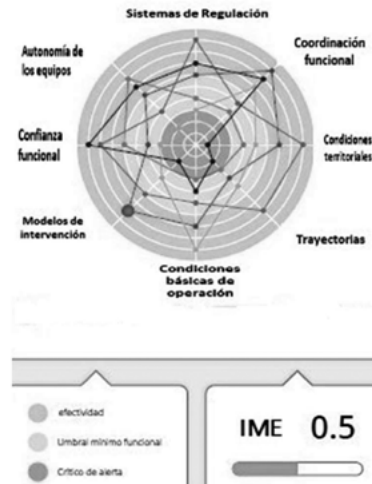 Sistemas de Regulación
Autonomía de
los equipos
Coordinación
funcional
Confianza
funcional
Condiciones
territoriales
Modelos de
intervención
Trayectorias
Condiciones
básicas de
operación
efectividad
Umbral mínimo funcional
Crítico de alerta
IME 0.5